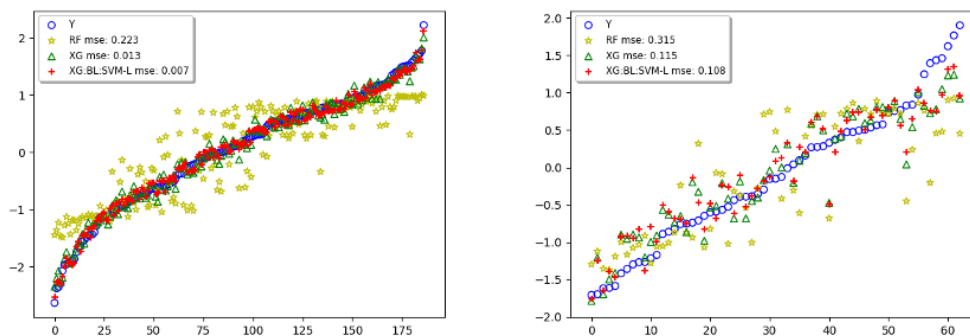 Y
RF mse: 0.223
XG mse: 0.013
XG:BL:SVM-L mse: 0.007
2
1
0
−1
−2
0 25 50 75 100 125 150 175
Y
RF mse: 0.315
XG mse: 0.115
XG:BL:SVM-L mse: 0.108
2.0
1.5
1.0
0.5
0.0
−0.5
−1.0
−1.5
−2.0
0 10 20 30 40 50 60